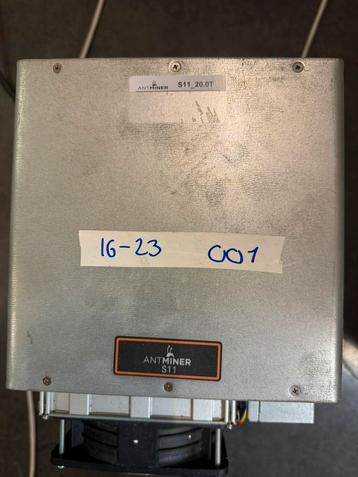 ANTMINER S11_20.0T
16-23 001
ANTMINER
S11